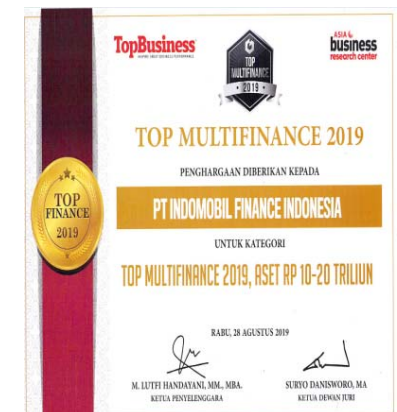 TopBusiness
ASIA
business
research center
TOP
MULTIFINANCE
2019
TOP MULTIFINANCE 2019
PENGHARGAAN DIBERIKAN KEPADA
PT INDOMOBIL FINANCE INDONESIA
UNTUK KATEGORI
TOP MULTIFINANCE 2019, ASET RP 10-20 TRILIUN
TOP
FINANCE
2019
RABU, 28 AGUSTUS 2019
M. LUTFI HANDAYANI, MM., MBA.
KETUA PENYELENGGARA
SURYO DANISWORO, MA
KETUA DEWAN JURI